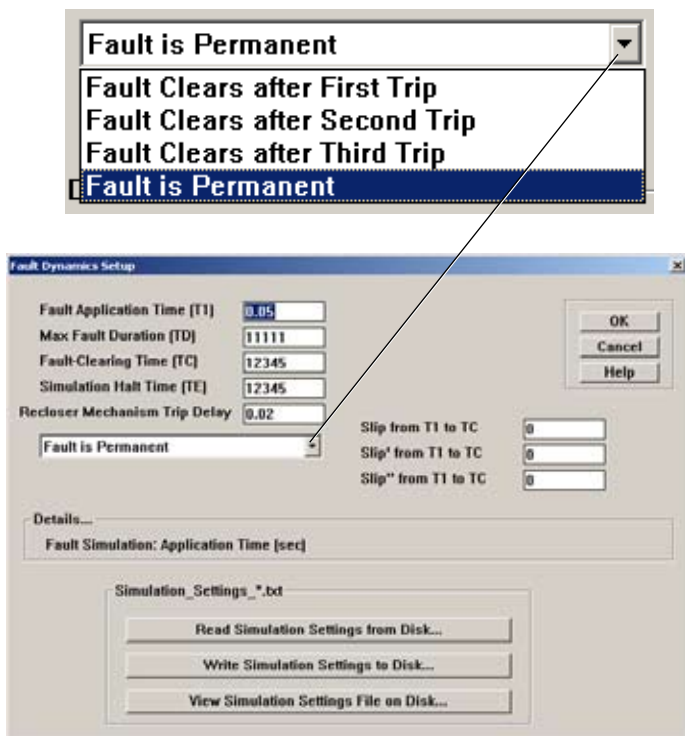 Fault is Permanent
Fault Clears after First Trip
Fault Clears after Second Trip
Fault Clears after Third Trip
Fault is Permanent
Fault Dynamics Setup
Fault Application Time (T1) 0.05
Max Fault Duration (TD) 11111
Fault-Clearing Time (TC) 12345
Simulation Halt Time (TE) 12345
Recloser Mechanism Trip Delay 0.02
Fault is Permanent
OK
Cancel
Help
Slip from T1 to TC 0
Slip' from T1 to TC 0
Slip'' from T1 to TC 0
Details...
Fault Simulation: Application Time (sec)
Simulation_Settings_*.txt
Read Simulation Settings from Disk...
Write Simulation Settings to Disk...
View Simulation Settings File on Disk...